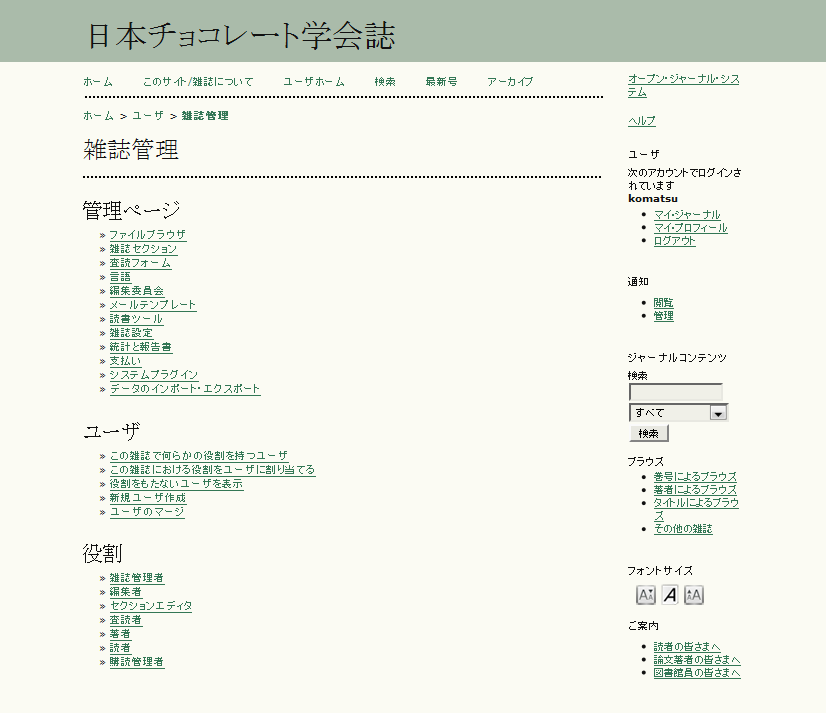 日本チョコレート学会誌
ホーム このサイト/雑誌について ユーザホーム 検索 最新号 アーカイブ
ホーム > ユーザ > 雑誌管理
雑誌管理
管理ページ
» ファイルブラウザ
» 雑誌セクション
» 査読フォーム
» 言語
» 編集委員会
» メールテンプレート
» 読書ツール
» 雑誌設定
» 統計と報告書
» 支払い
» システムプラグイン
» データのインポート・エクスポート
ユーザ
» この雑誌で何らかの役割を持つユーザ
» この雑誌における役割をユーザに割り当てる
» 役割をもたないユーザを表示
» 新規ユーザ作成
» ユーザのマージ
役割
» 雑誌管理者
» 編集者
» セクションエディタ
» 査読者
» 著者
» 読者
» 購読管理者
オープン・ジャーナル・シス
テム
ヘルプ
ユーザ
次のアカウントでログインさ
れています
komatsu
マイ・ジャーナル
マイ・プロフィール
ログアウト
通知
閲覧
管理
ジャーナルコンテンツ
検索
すべて
検索
ブラウズ
巻号によるブラウズ
著者によるブラウズ
タイトルによるブラウ
ズ
その他の雑誌
フォントサイズ
ご案内
読者の皆さまへ
論文著者の皆さまへ
図書館員の皆さまへ